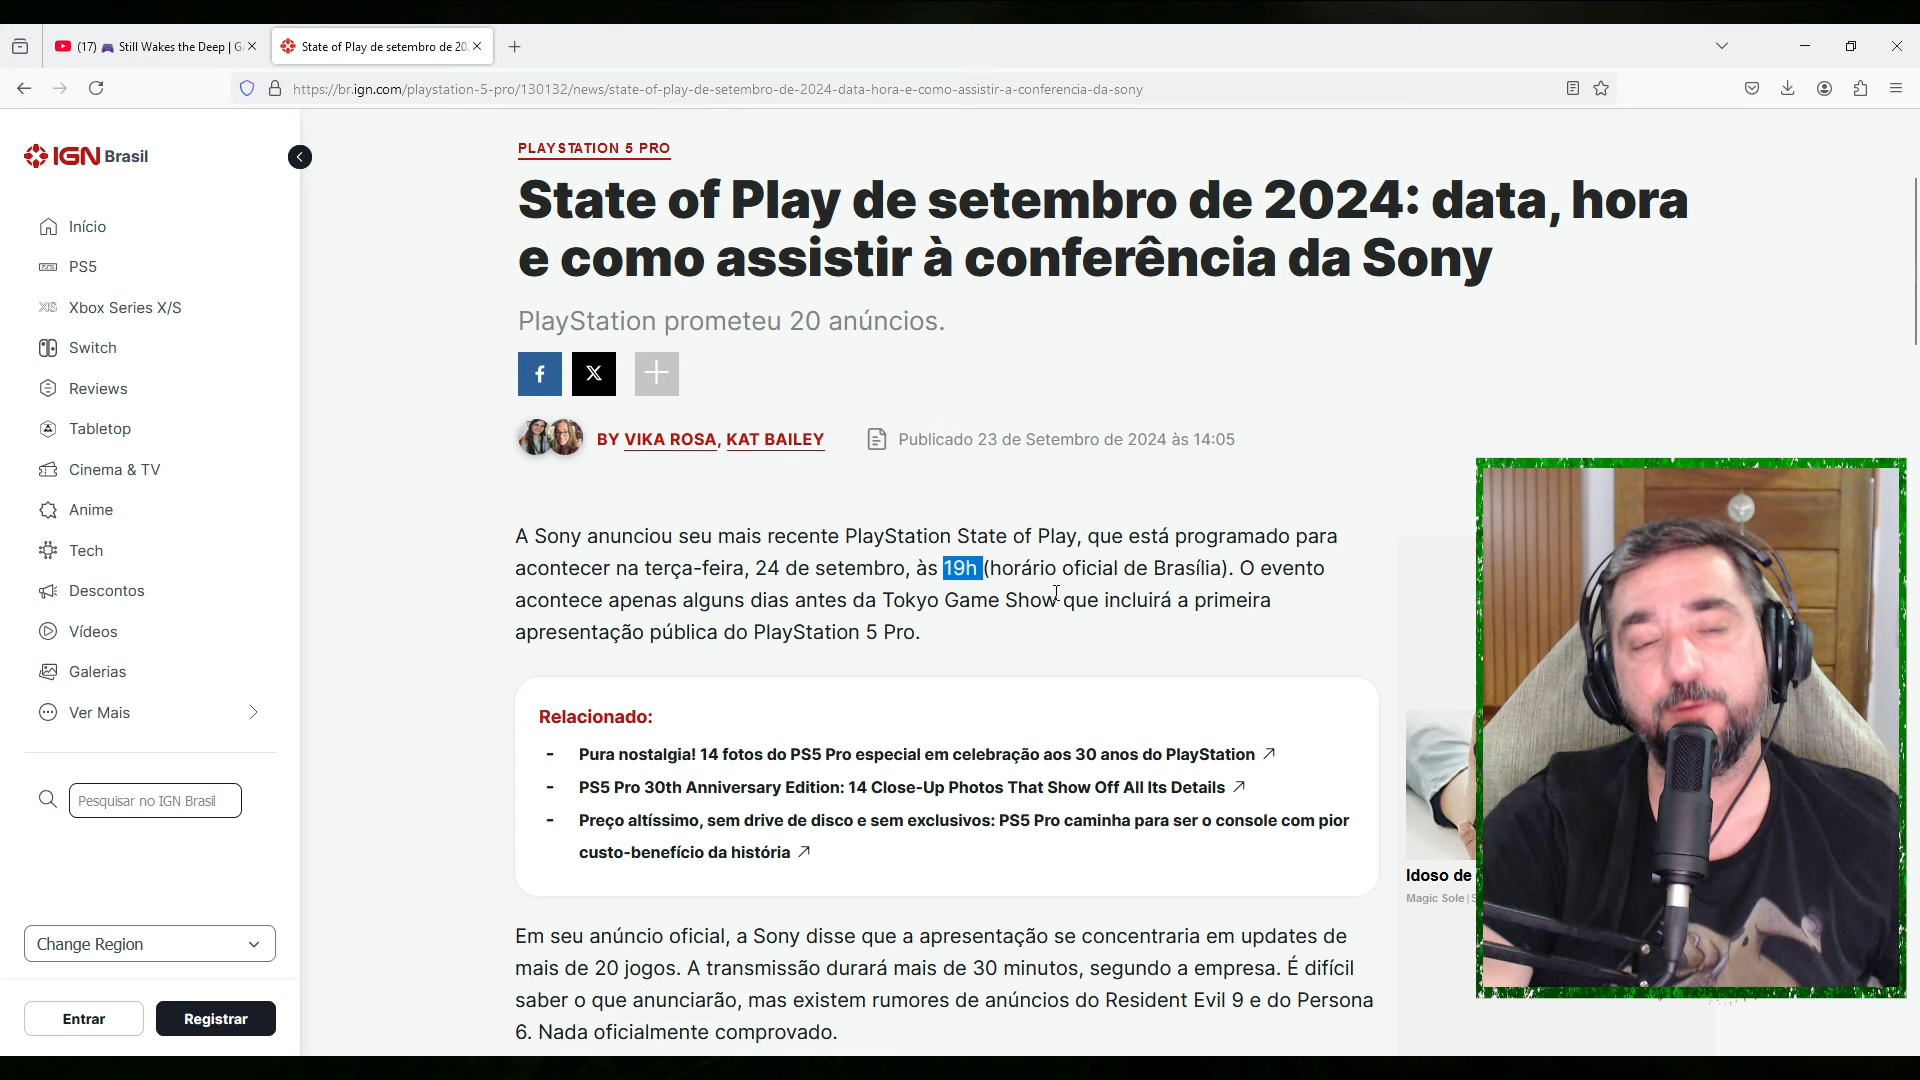 (17) 🎮 Still Wakes the Deep | G
State of Play de setembro de 20
https://br.ign.com/playstation-5-pro/130132/news/state-of-play-de-setembro-de-2024-data-hora-e-como-assistir-a-conferencia-da-sony
IGN Brasil
Início
PS5
Xbox Series X/S
Switch
Reviews
Tabletop
Cinema & TV
Anime
Tech
Descontos
Vídeos
Galerias
Ver Mais
Pesquisar no IGN Brasil
Change Region
Entrar
Registrar
PLAYSTATION 5 PRO
State of Play de setembro de 2024: data, hora
e como assistir à conferência da Sony
PlayStation prometeu 20 anúncios.
BY VIKA ROSA, KAT BAILEY
Publicado 23 de Setembro de 2024 às 14:05
A Sony anunciou seu mais recente PlayStation State of Play, que está programado para
acontecer na terça-feira, 24 de setembro, às 19h (horário oficial de Brasília). O evento
acontece apenas alguns dias antes da Tokyo Game Show que incluirá a primeira
apresentação pública do PlayStation 5 Pro.
Relacionado:
- Pura nostalgia! 14 fotos do PS5 Pro especial em celebração aos 30 anos do PlayStation
- PS5 Pro 30th Anniversary Edition: 14 Close-Up Photos That Show Off All Its Details
- Preço altíssimo, sem drive de disco e sem exclusivos: PS5 Pro caminha para ser o console com pior
custo-benefício da história
Em seu anúncio oficial, a Sony disse que a apresentação se concentraria em updates de
mais de 20 jogos. A transmissão durará mais de 30 minutos, segundo a empresa. É difícil
saber o que anunciarão, mas existem rumores de anúncios do Resident Evil 9 e do Persona
6. Nada oficialmente comprovado.
Idoso de
Magic Sole | S